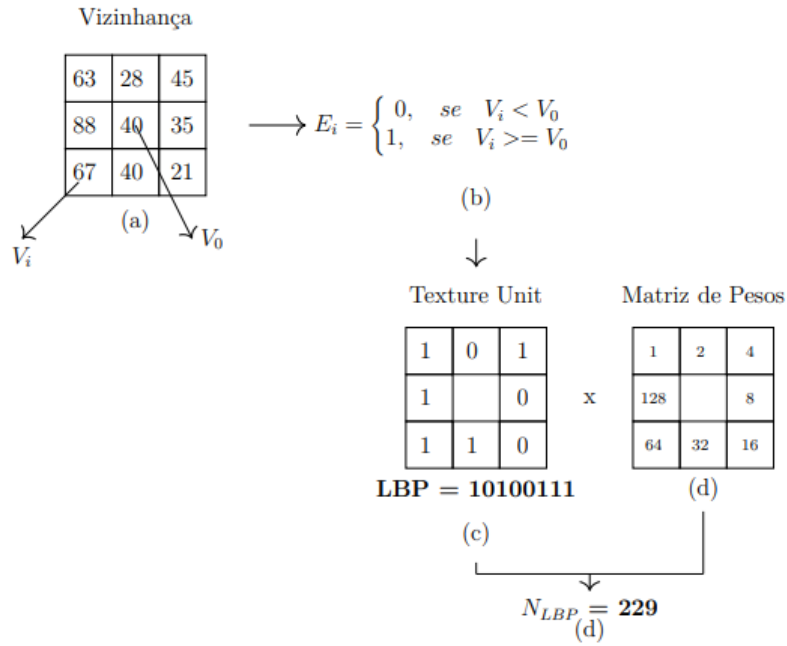 Vizinhança
63 28 45
88 40 35
67 40 21
(a)
V_i
V_0
E_i = { 0, se V_i < V_0
1, se V_i >= V_0
(b)
Texture Unit
1 0 1
1 0
1 1 0
LBP = 10100111
(c)
x
Matriz de Pesos
1 2 4
128 8
64 32 16
(d)
N_{LBP} = 229
(d)